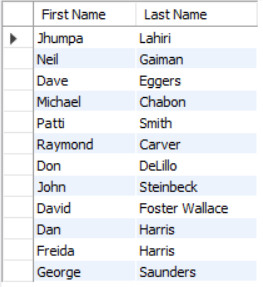 First Name Last Name
Jhumpa Lahiri
Neil Gaiman
Dave Eggers
Michael Chabon
Patti Smith
Raymond Carver
Don DeLillo
John Steinbeck
David Foster Wallace
Dan Harris
Freida Harris
George Saunders